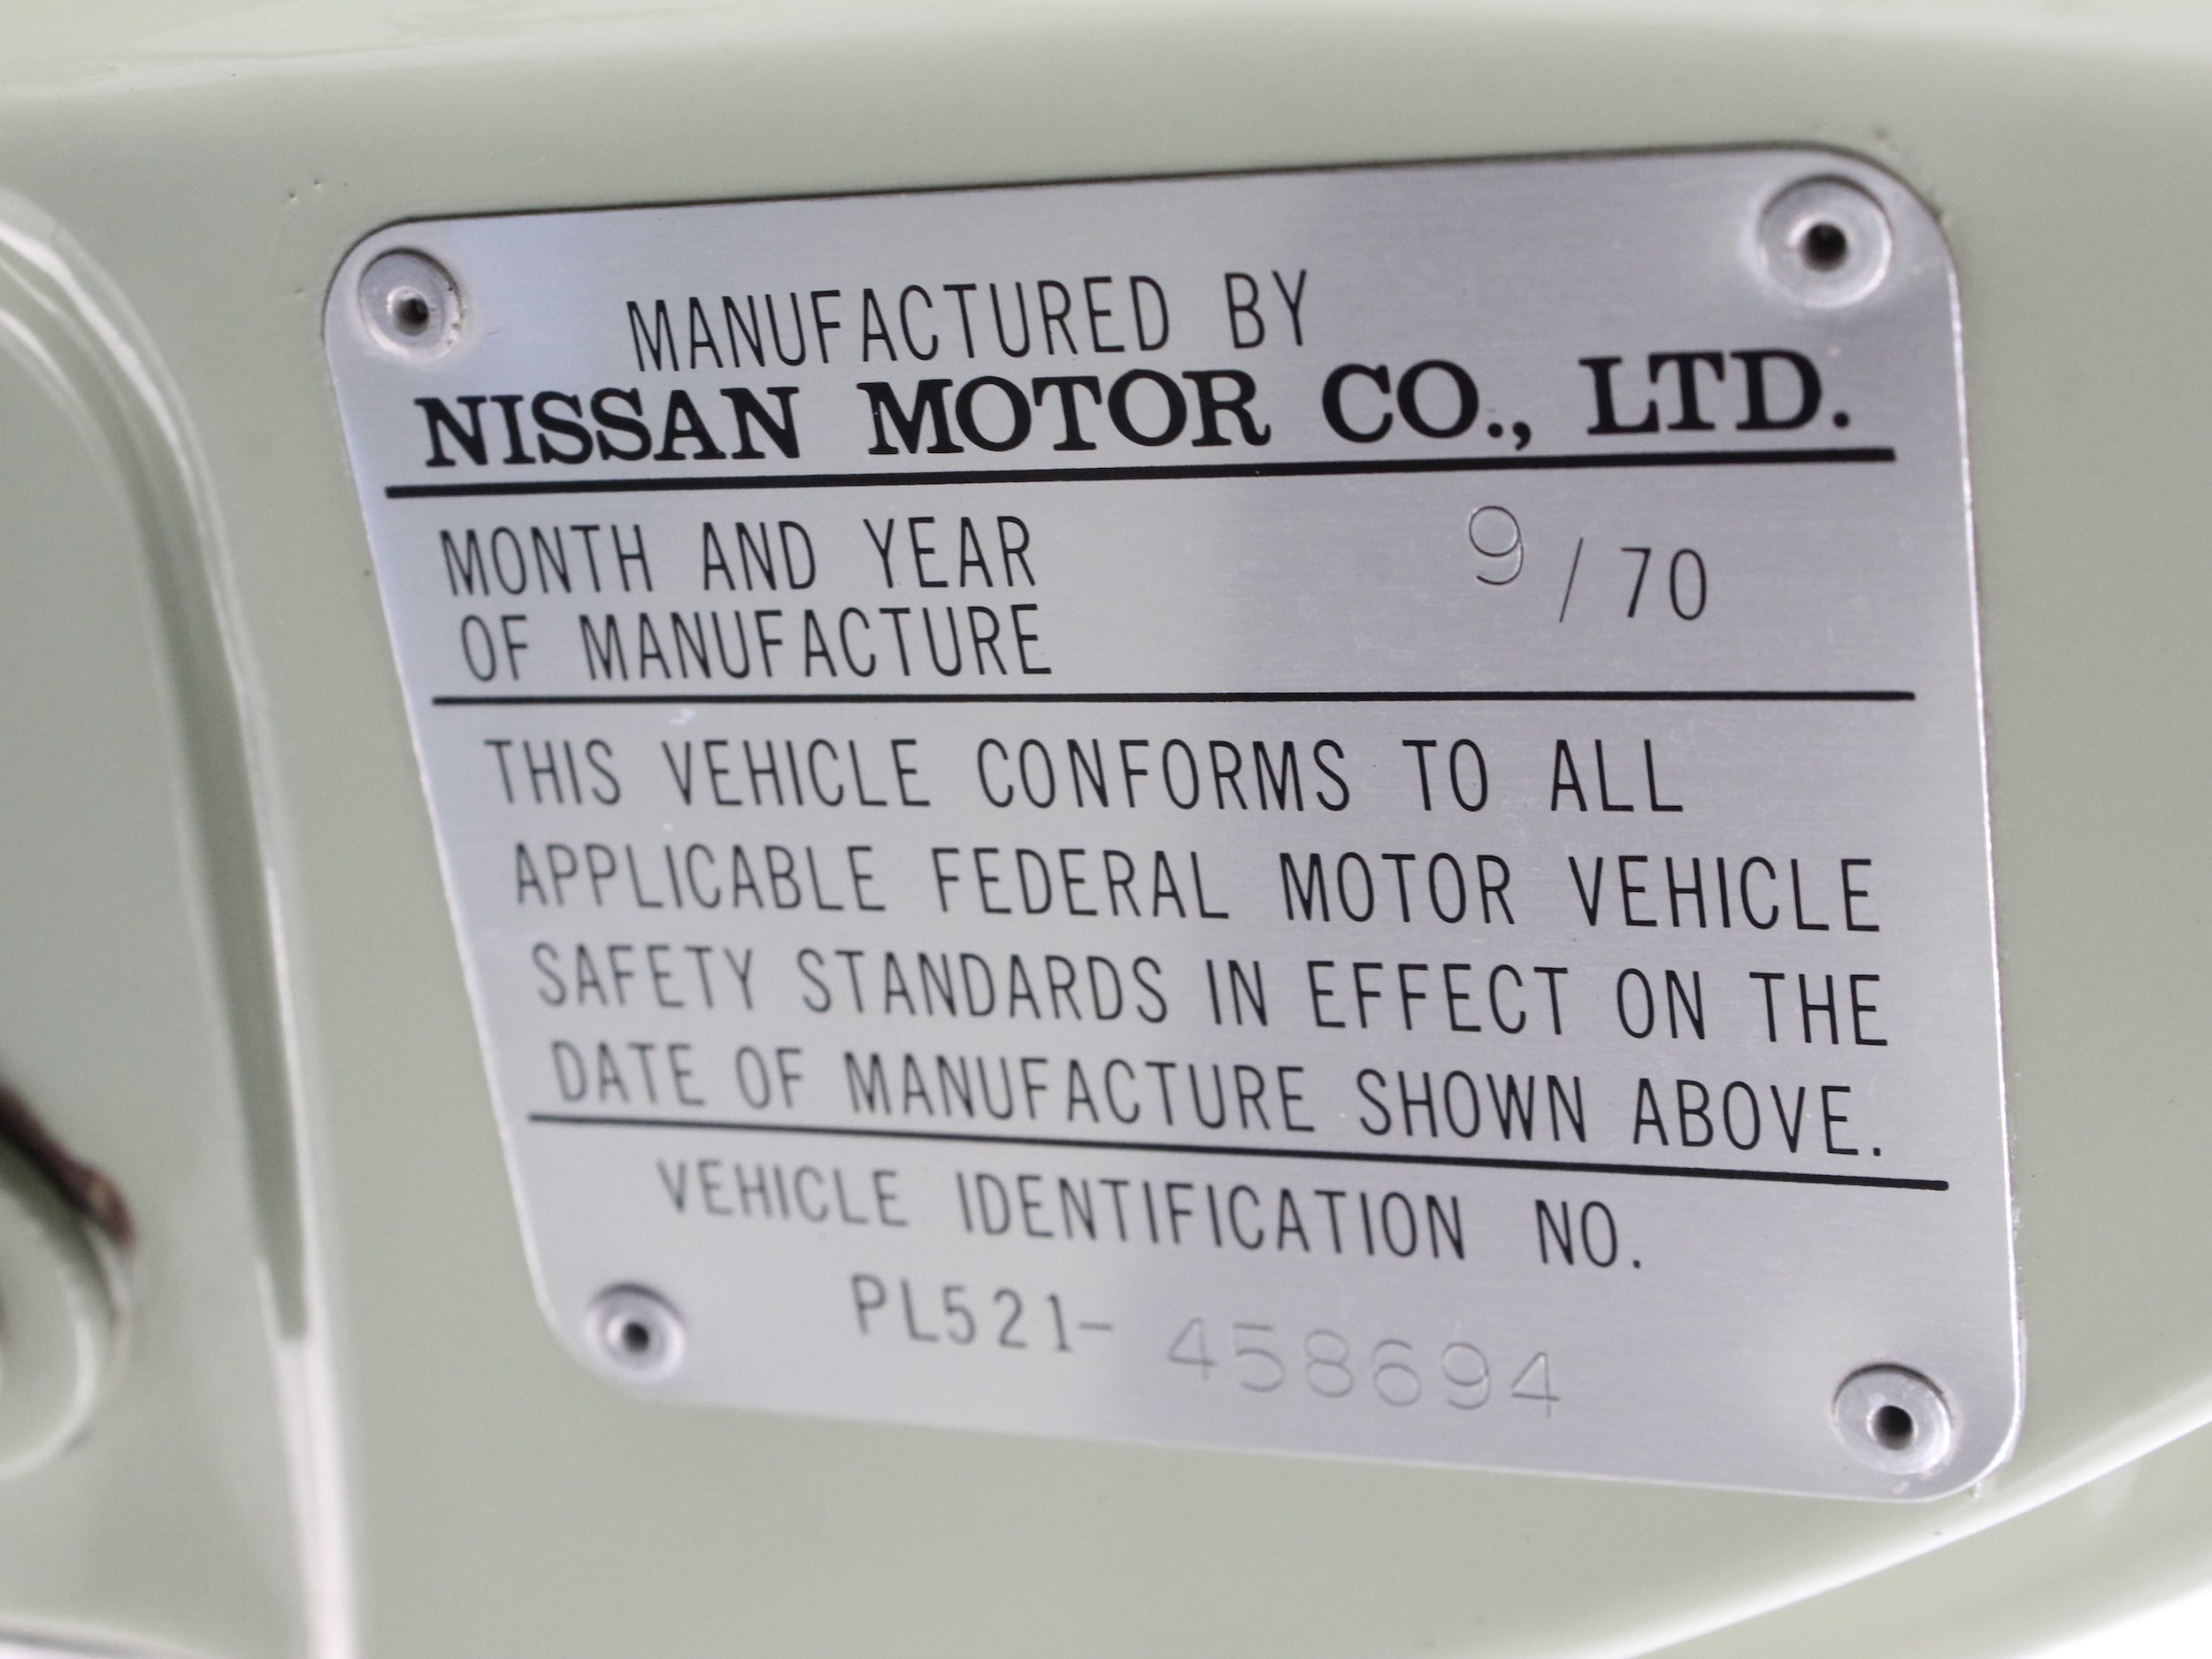 MANUFACTURED BY
NISSAN MOTOR CO., LTD.
MONTH AND YEAR 9 / 70
OF MANUFACTURE
THIS VEHICLE CONFORMS TO ALL
APPLICABLE FEDERAL MOTOR VEHICLE
SAFETY STANDARDS IN EFFECT ON THE
DATE OF MANUFACTURE SHOWN ABOVE.
VEHICLE IDENTIFICATION NO.
PL521- 458694